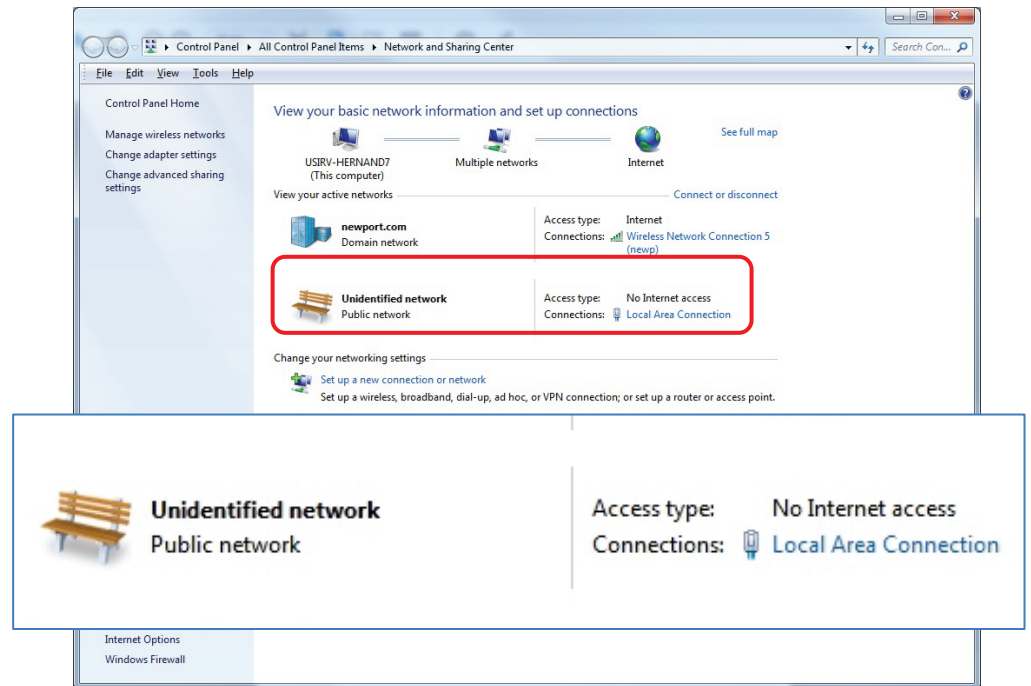 Control Panel ▸ All Control Panel Items ▸ Network and Sharing Center
Search Con...
File Edit View Tools Help
Control Panel Home
Manage wireless networks
Change adapter settings
Change advanced sharing
settings
View your basic network information and set up connections
See full map
USIRV-HERNAND7
(This computer)
Multiple networks
Internet
View your active networks
Connect or disconnect
newport.com
Domain network
Access type: Internet
Connections: Wireless Network Connection 5
(newp)
Unidentified network
Public network
Access type: No Internet access
Connections: Local Area Connection
Change your networking settings
Set up a new connection or network
Set up a wireless, broadband, dial-up, ad hoc, or VPN connection; or set up a router or access point.
Unidentified network
Public network
Access type: No Internet access
Connections: Local Area Connection
Internet Options
Windows Firewall